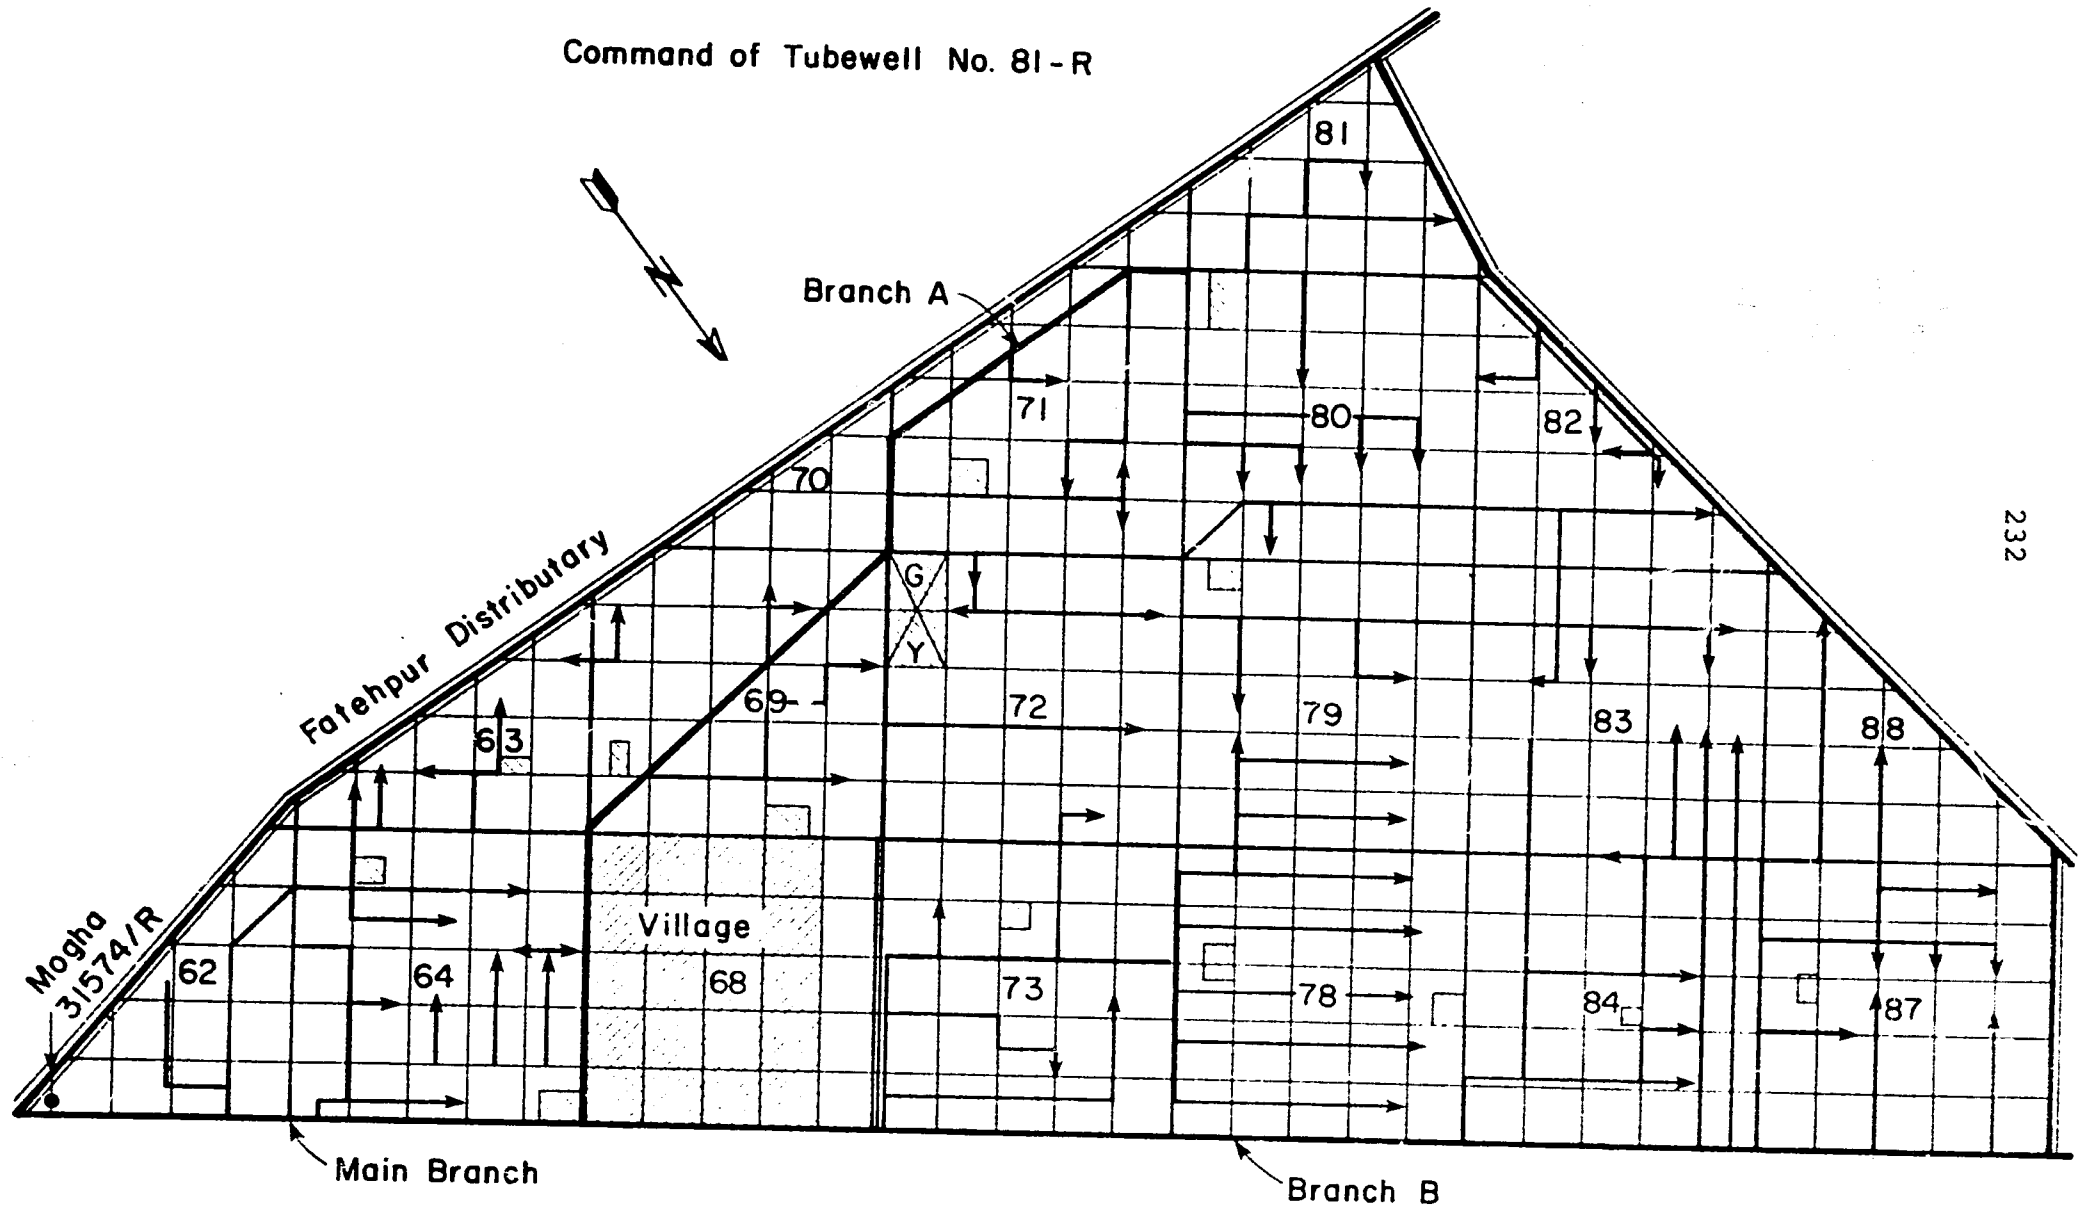 Command of Tubewell No. 81-R
81
Branch A
71
80
82
70
232
Fatehpur Distributary
G
Y
63
69
72
79
83
88
Mogha
31574/R
Village
62
64
68
73
78
84
87
Main Branch
Branch B
N